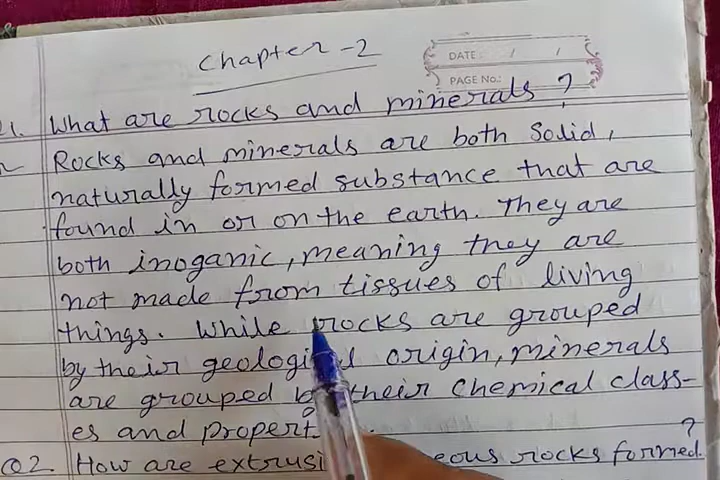 Chapter-2
DATE: / /
PAGE No.:
1. What are rocks and minerals ?
Rocks and minerals are both Solid,
naturally formed substance that are
found in or on the earth. They are
both inoganic, meaning they are
not made from tissues of living
things. While rocks are grouped
by their origin, minerals
are grouped their chemical class-
es and
Q2. How are rocks formed ?